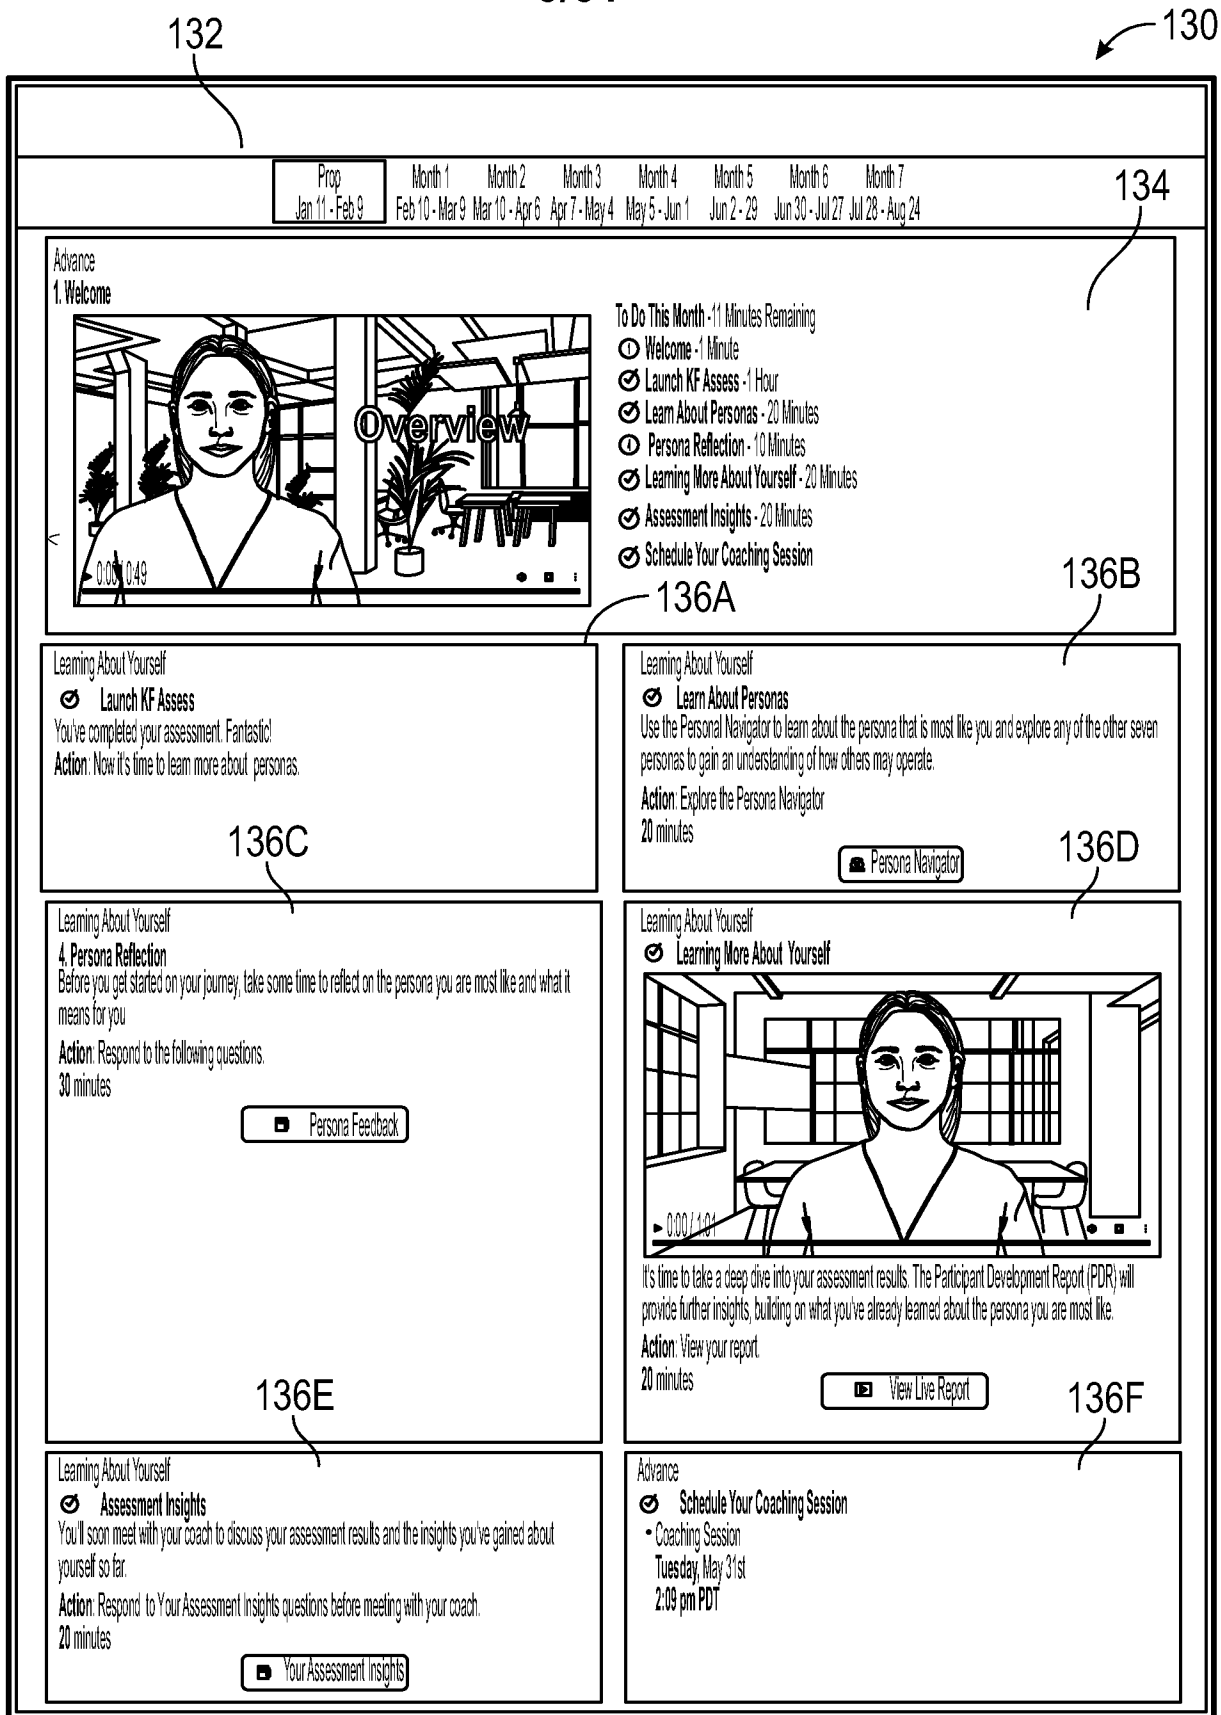 132
130
Prop
Jan 11 - Feb 9
Month 1
Feb 10 - Mar 9
Month 2
Mar 10 - Apr 6
Month 3
Apr 7 - May 4
Month 4
May 5 - Jun 1
Month 5
Jun 2 - 29
Month 6
Jun 30 - Jul 27
Month 7
Jul 28 - Aug 24
134
Advance
1. Welcome
Overview
0:00 / 0:49
To Do This Month -11 Minutes Remaining
Welcome -1 Minute
Launch KF Assess -1 Hour
Learn About Personas - 20 Minutes
Persona Reflection - 10 Minutes
Learning More About Yourself - 20 Minutes
Assessment Insights - 20 Minutes
Schedule Your Coaching Session
136A
136B
Learning About Yourself
Launch KF Assess
You've completed your assessment. Fantastic!
Action: Now it's time to learn more about personas.
Learning About Yourself
Learn About Personas
Use the Personal Navigator to learn about the persona that is most like you and explore any of the other seven
personas to gain an understanding of how others may operate.
Action: Explore the Persona Navigator
20 minutes
Persona Navigator
136C
136D
Learning About Yourself
4. Persona Reflection
Before you get started on your journey, take some time to reflect on the persona you are most like and what it
means for you
Action: Respond to the following questions.
30 minutes
Persona Feedback
Learning About Yourself
Learning More About Yourself
0:00 / 1:01
It's time to take a deep dive into your assessment results. The Participant Development Report (PDR) will
provide further insights, building on what you've already learned about the persona you are most like.
Action: View your report.
20 minutes
View Live Report
136E
136F
Learning About Yourself
Assessment Insights
You'll soon meet with your coach to discuss your assessment results and the insights you've gained about
yourself so far.
Action: Respond to Your Assessment Insights questions before meeting with your coach.
20 minutes
Your Assessment Insights
Advance
Schedule Your Coaching Session
• Coaching Session
Tuesday, May 31st
2:09 pm PDT